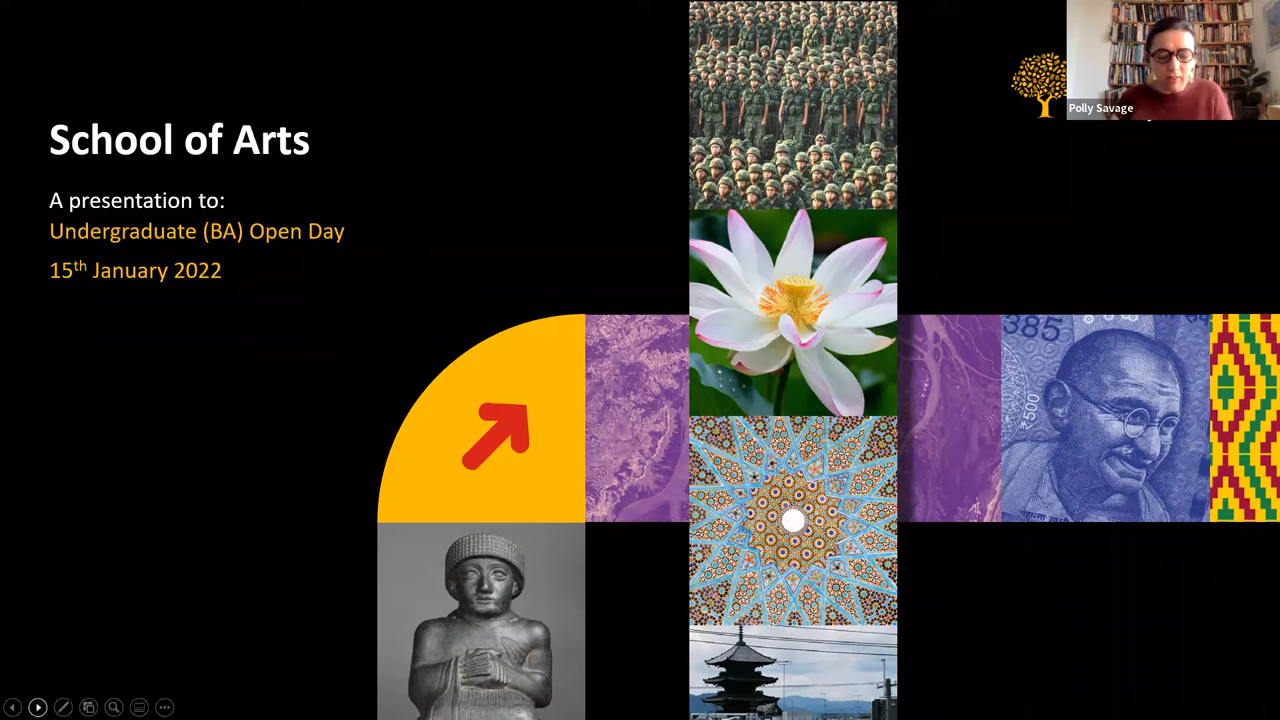 School of Arts
A presentation to:
Undergraduate (BA) Open Day
15th January 2022
Polly Savage
385
₹500